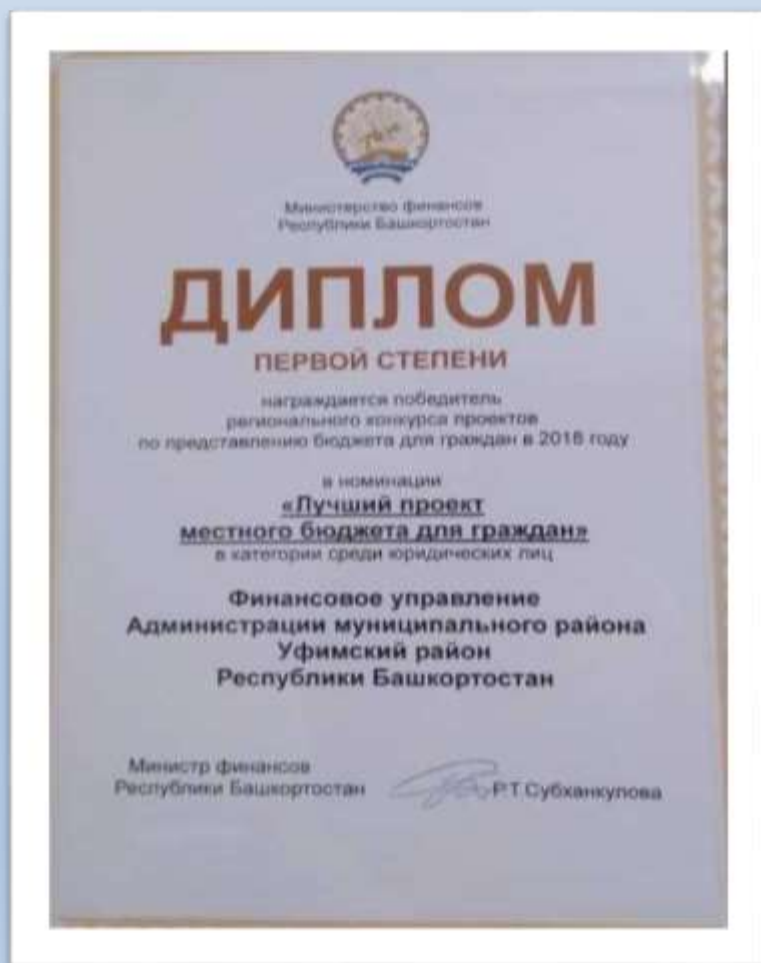 Министерство финансов
Республики Башкортостан
ДИПЛОМ
ПЕРВОЙ СТЕПЕНИ
награждается победитель
регионального конкурса проектов
по представлению бюджета для граждан в 2018 году
в номинации
«Лучший проект
местного бюджета для граждан»
в категории среди юридических лиц
Финансовое управление
Администрации муниципального района
Уфимский район
Республики Башкортостан
Министр финансов
Республики Башкортостан
Р.Т.Субханкулова